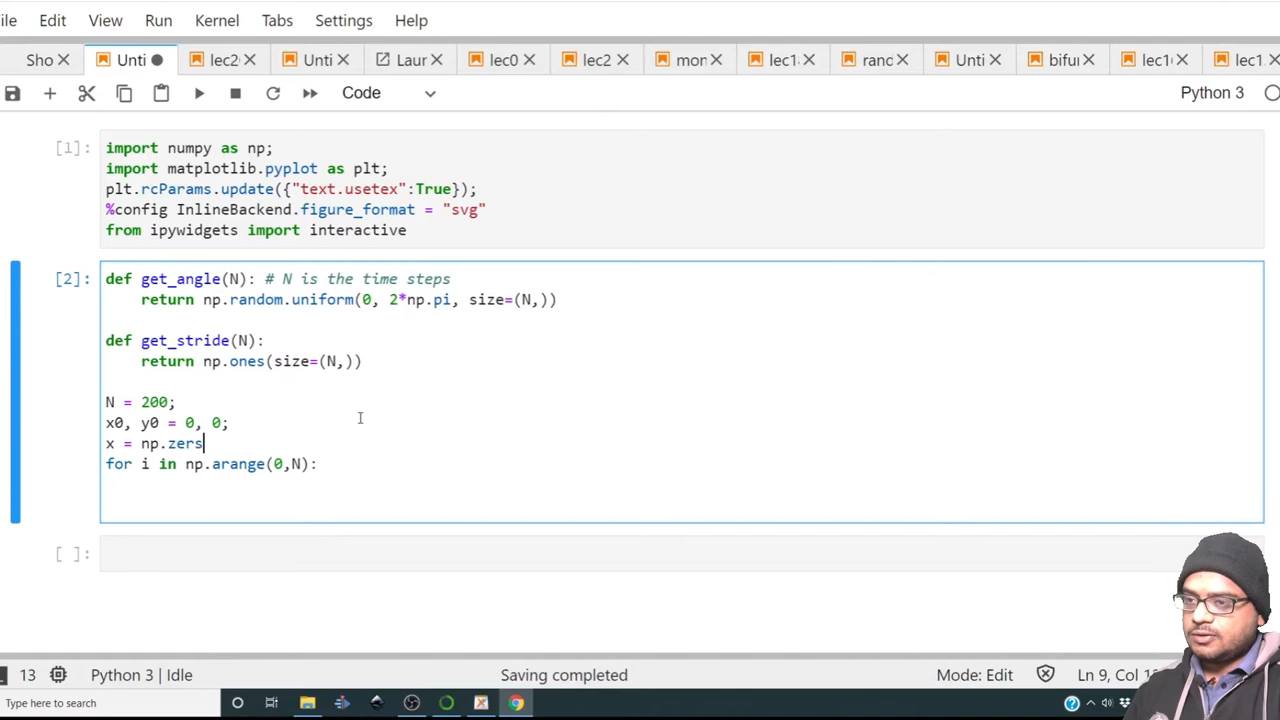 ile Edit View Run Kernel Tabs Settings Help
Sho Unti lec2 Unti Laur lec0 lec2 mor lec1 rand Unti bifur lec1 lec1
Code Python 3
[1]: import numpy as np;
import matplotlib.pyplot as plt;
plt.rcParams.update({"text.usetex":True});
%config InlineBackend.figure_format = "svg"
from ipywidgets import interactive
[2]: def get_angle(N): # N is the time steps
return np.random.uniform(0, 2*np.pi, size=(N,))
def get_stride(N):
return np.ones(size=(N,))
N = 200;
x0, y0 = 0, 0;
x = np.zers
for i in np.arange(0,N):
[ ]:
13 Python 3 | Idle Saving completed Mode: Edit Ln 9, Col
Type here to search